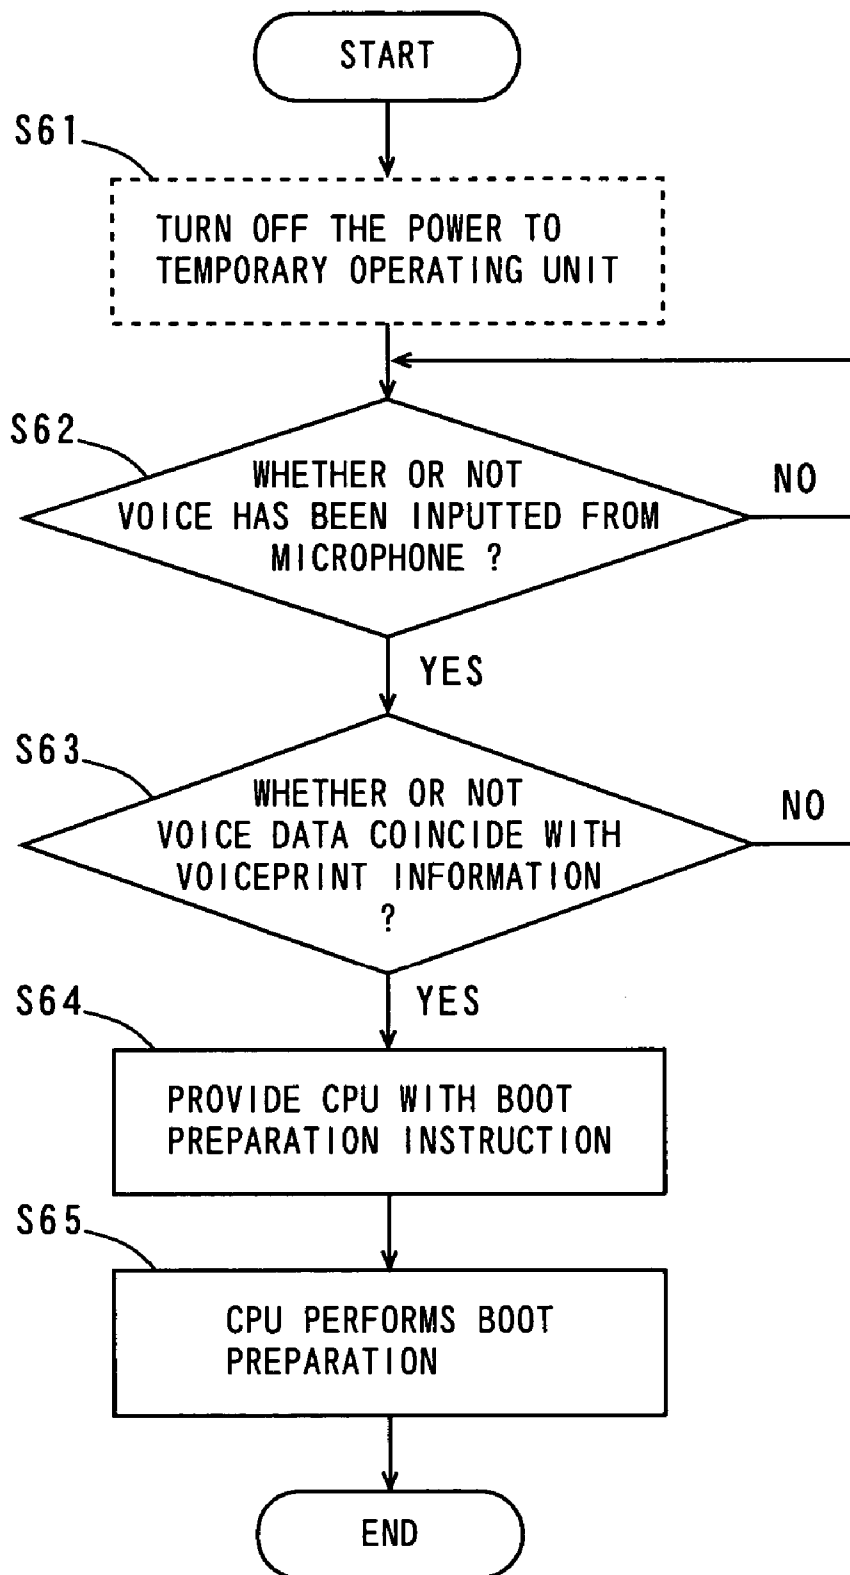 START
S61
TURN OFF THE POWER TO
TEMPORARY OPERATING UNIT
S62
WHETHER OR NOT
VOICE HAS BEEN INPUTTED FROM
MICROPHONE ?
NO
YES
S63
WHETHER OR NOT
VOICE DATA COINCIDE WITH
VOICEPRINT INFORMATION
?
NO
YES
S64
PROVIDE CPU WITH BOOT
PREPARATION INSTRUCTION
S65
CPU PERFORMS BOOT
PREPARATION
END